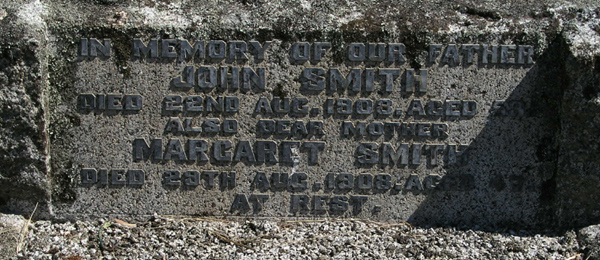 IN MEMORY OF OUR FATHER
JOHN SMITH
DIED 22ND AUG. 1908. AGED
ALSO DEAR MOTHER
MARGARET SMITH
DIED 29TH AUG. 1908. AGED
AT REST.